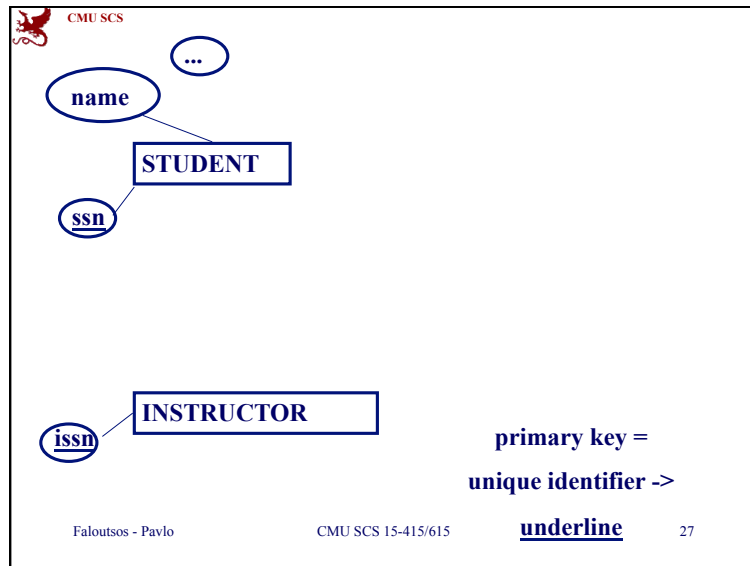 CMU SCS
...
name
STUDENT
ssn
INSTRUCTOR
issn
primary key =
unique identifier ->
underline
Faloutsos - Pavlo
CMU SCS 15-415/615
27